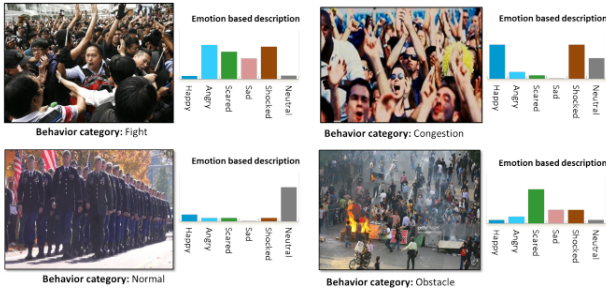 Emotion based description
Happy
Angry
Scared
Sad
Shocked
Neutral
Behavior category: Fight
Emotion based description
Happy
Angry
Scared
Sad
Shocked
Neutral
Behavior category: Congestion
Emotion based description
Happy
Angry
Scared
Sad
Shocked
Neutral
Behavior category: Normal
Emotion based description
Happy
Angry
Scared
Sad
Shocked
Neutral
Behavior category: Obstacle